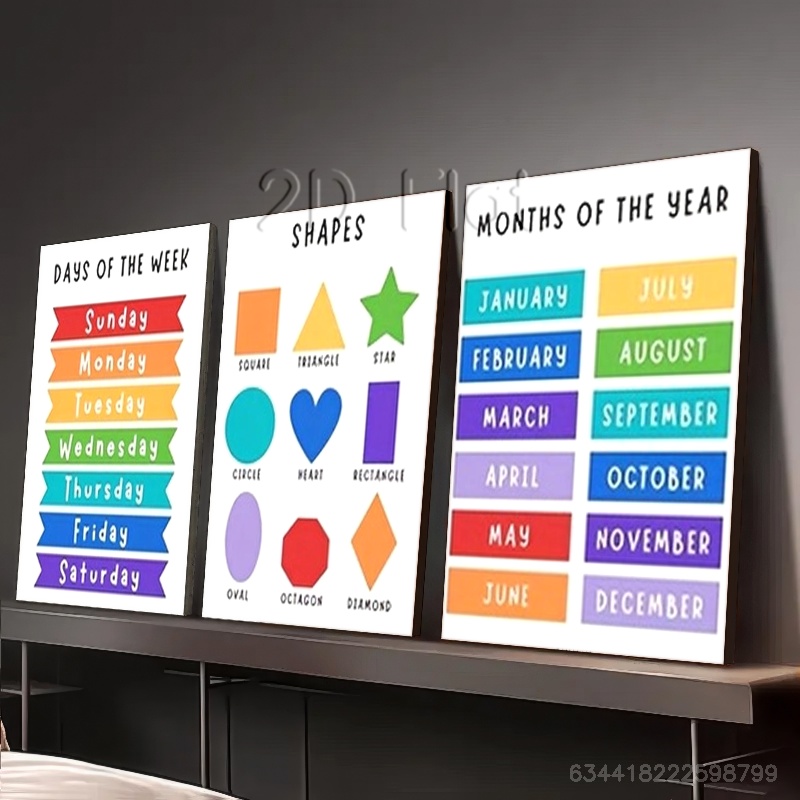 2D Flat
DAYS OF THE WEEK
Sunday
Monday
Tuesday
Wednesday
Thursday
Friday
Saturday
SHAPES
SQUARE
TRIANGLE
STAR
CIRCLE
HEART
RECTANGLE
OVAL
OCTAGON
DIAMOND
MONTHS OF THE YEAR
JANUARY
FEBRUARY
MARCH
APRIL
MAY
JUNE
JULY
AUGUST
SEPTEMBER
OCTOBER
NOVEMBER
DECEMBER
634418222598799